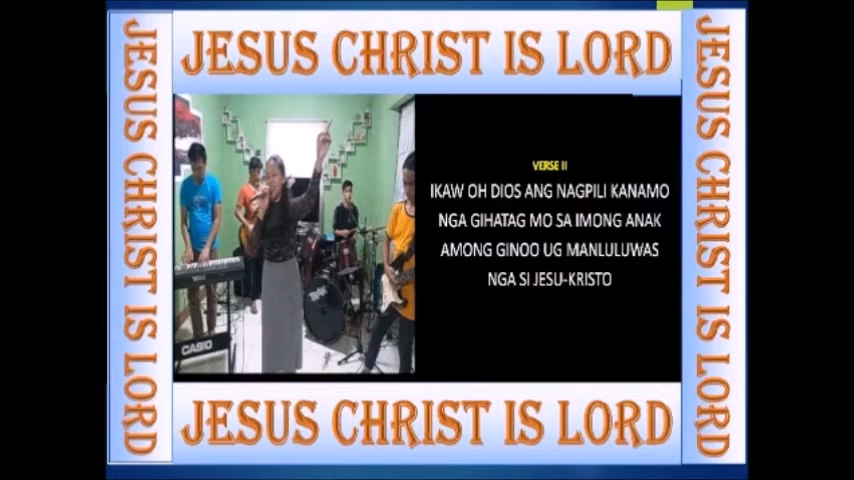 JESUS CHRIST IS LORD
JESUS CHRIST IS LORD
JESUS CHRIST IS LORD
VERSE II
IKAW OH DIOS ANG NAGPILI KANAMO
NGA GIHATAG MO SA IMONG ANAK
AMONG GINOO UG MANLULUWAS
NGA SI JESU-KRISTO
CASIO
JESUS CHRIST IS LORD